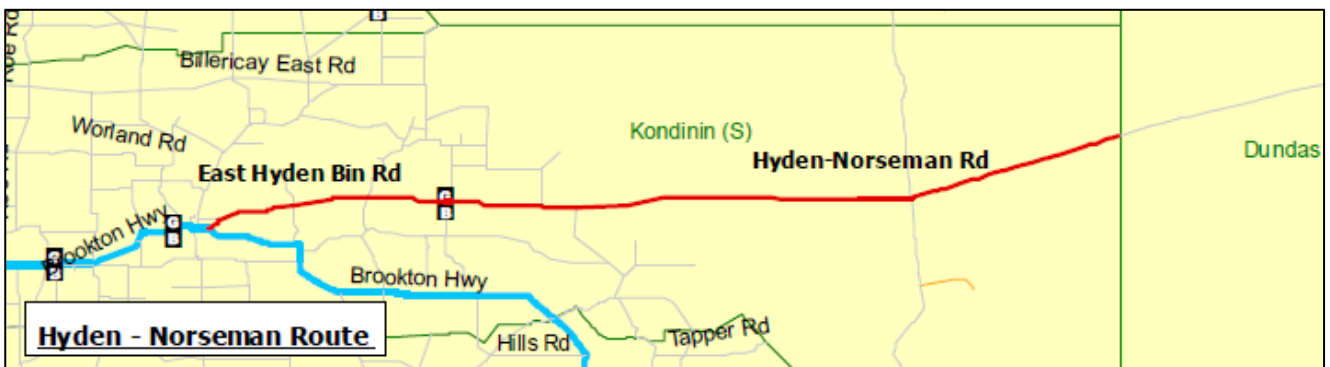 Billericay East Rd
Worland Rd
Kondinin (S)
Dundas
East Hyden Bin Rd
Hyden-Norseman Rd
Brookton Hwy
Brookton Hwy
Hyden - Norseman Route
Hills Rd
Tapper Rd